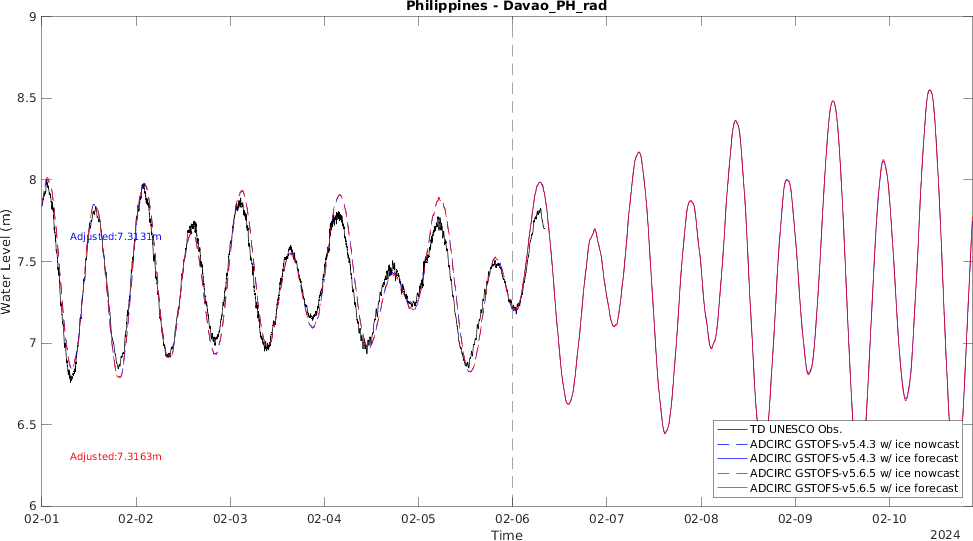 Philippines - Davao_PH_rad
9
8.5
8
7.5
7
6.5
6
Water Level (m)
Adjusted:7.3131m
Adjusted:7.3163m
TD UNESCO Obs.
ADCIRC GSTOFS-v5.4.3 w/ ice nowcast
ADCIRC GSTOFS-v5.4.3 w/ ice forecast
ADCIRC GSTOFS-v5.6.5 w/ ice nowcast
ADCIRC GSTOFS-v5.6.5 w/ ice forecast
02-01 02-02 02-03 02-04 02-05 02-06 02-07 02-08 02-09 02-10
Time
2024